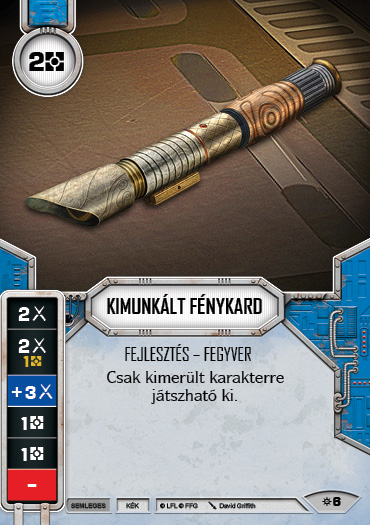 2
KIMUNKÁLT FÉNYKARD
FEJLESZTÉS – FEGYVER
Csak kimerült karakterre
játszható ki.
2
2
1
+3
1
1
–
SEMLEGES
KÉK
© LFL © FFG
David Griffith
6